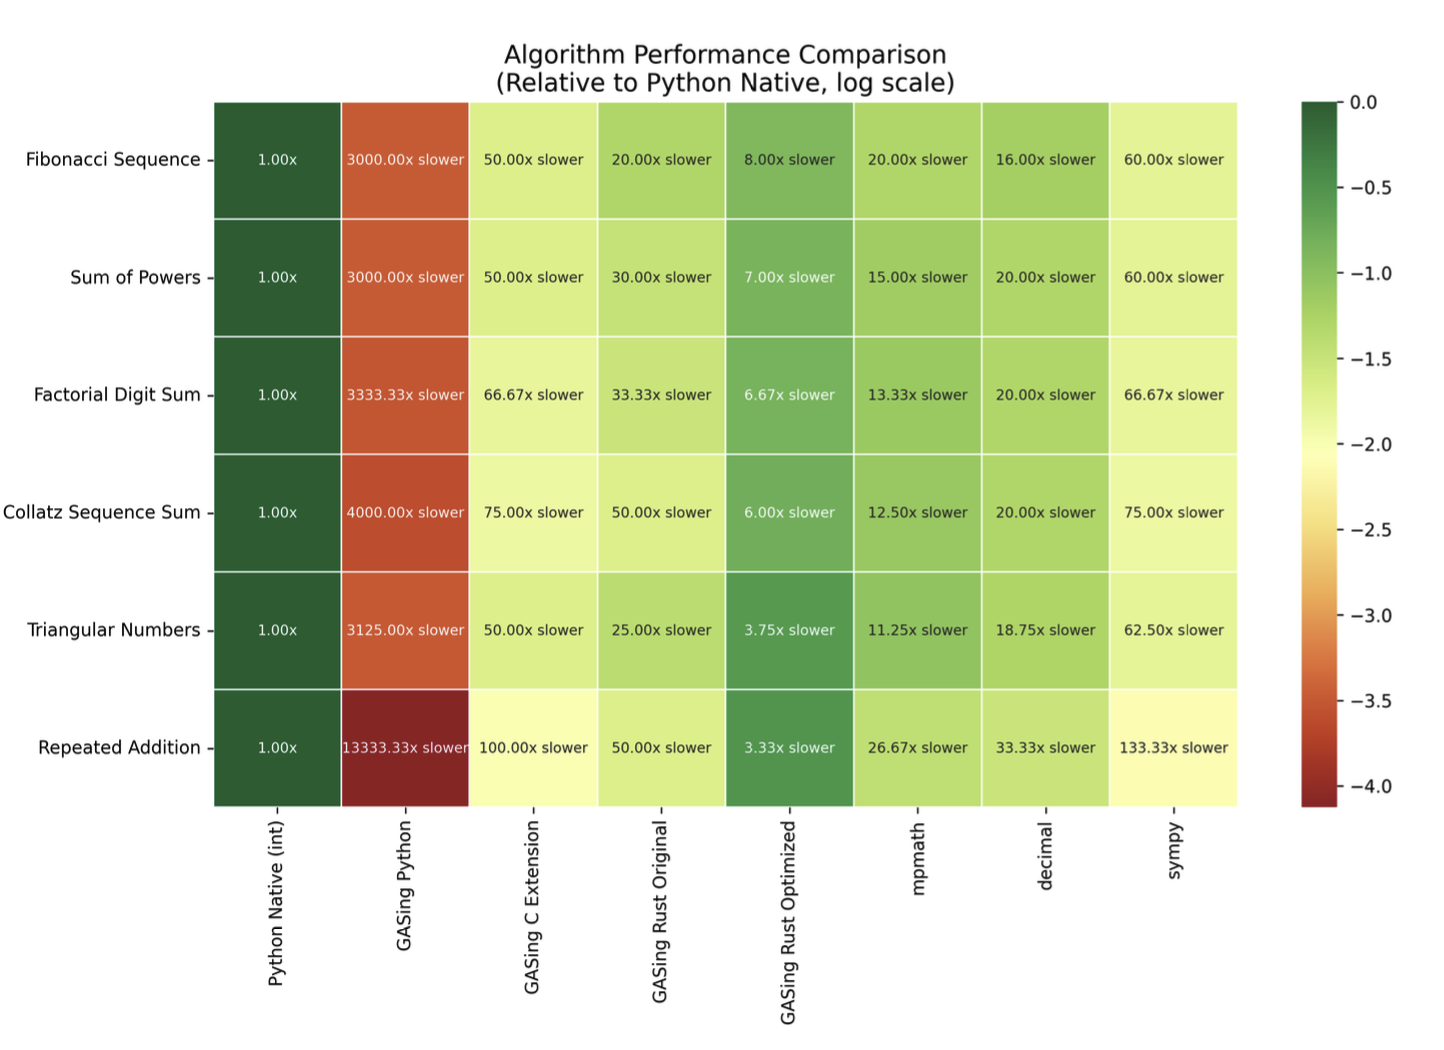 Algorithm Performance Comparison
(Relative to Python Native, log scale)
Fibonacci Sequence 1.00x 3000.00x slower 50.00x slower 20.00x slower 8.00x slower 20.00x slower 16.00x slower 60.00x slower
Sum of Powers 1.00x 3000.00x slower 50.00x slower 30.00x slower 7.00x slower 15.00x slower 20.00x slower 60.00x slower
Factorial Digit Sum 1.00x 3333.33x slower 66.67x slower 33.33x slower 6.67x slower 13.33x slower 20.00x slower 66.67x slower
Collatz Sequence Sum 1.00x 4000.00x slower 75.00x slower 50.00x slower 6.00x slower 12.50x slower 20.00x slower 75.00x slower
Triangular Numbers 1.00x 3125.00x slower 50.00x slower 25.00x slower 3.75x slower 11.25x slower 18.75x slower 62.50x slower
Repeated Addition 1.00x 13333.33x slower 100.00x slower 50.00x slower 3.33x slower 26.67x slower 33.33x slower 133.33x slower
Python Native (int)
GASing Python
GASing C Extension
GASing Rust Original
GASing Rust Optimized
mpmath
decimal
sympy
0.0
−0.5
−1.0
−1.5
−2.0
−2.5
−3.0
−3.5
−4.0